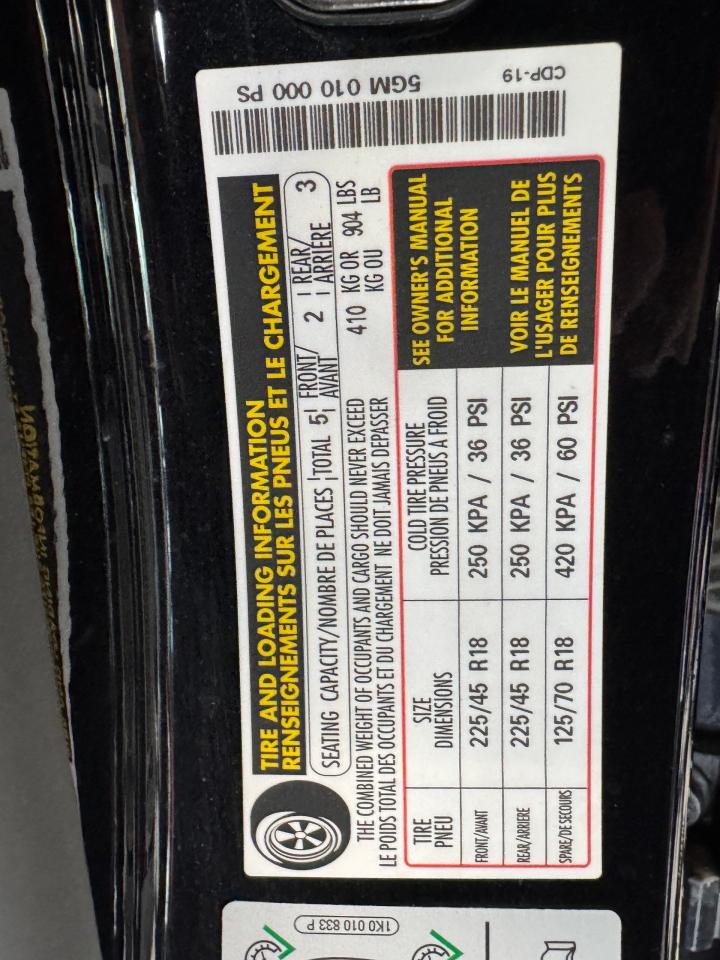 TIRE AND LOADING INFORMATION
RENSEIGNEMENTS SUR LES PNEUS ET LE CHARGEMENT
SEATING CAPACITY/NOMBRE DE PLACES TOTAL 5 FRONT/ AVANT 2 REAR/ ARRIÈRE 3
THE COMBINED WEIGHT OF OCCUPANTS AND CARGO SHOULD NEVER EXCEED 410 KG OR 904 LBS
LE POIDS TOTAL DES OCCUPANTS ET DU CHARGEMENT NE DOIT JAMAIS DEPASSER KG OU LB
TIRE PNEU
SIZE DIMENSIONS
COLD TIRE PRESSURE
PRESSION DE PNEUS A FROID
FRONT/AVANT 225/45 R18 250 KPA / 36 PSI
REAR/ARRIERE 225/45 R18 250 KPA / 36 PSI
SPARE/DE SECOURS 125/70 R18 420 KPA / 60 PSI
SEE OWNER'S MANUAL
FOR ADDITIONAL
INFORMATION
VOIR LE MANUEL DE
L'USAGER POUR PLUS
DE RENSEIGNEMENTS
5GM 010 000 PS
CDP-19
1K0 010 833 P